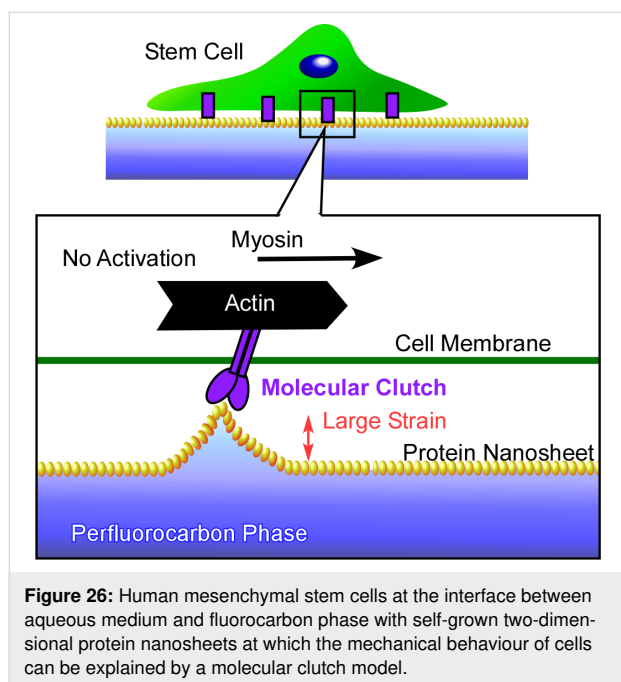 Stem Cell
Myosin
No Activation
Actin
Cell Membrane
Molecular Clutch
Large Strain
Protein Nanosheet
Perfluorocarbon Phase
Figure 26: Human mesenchymal stem cells at the interface between
aqueous medium and fluorocarbon phase with self-grown two-dimen-
sional protein nanosheets at which the mechanical behaviour of cells
can be explained by a molecular clutch model.